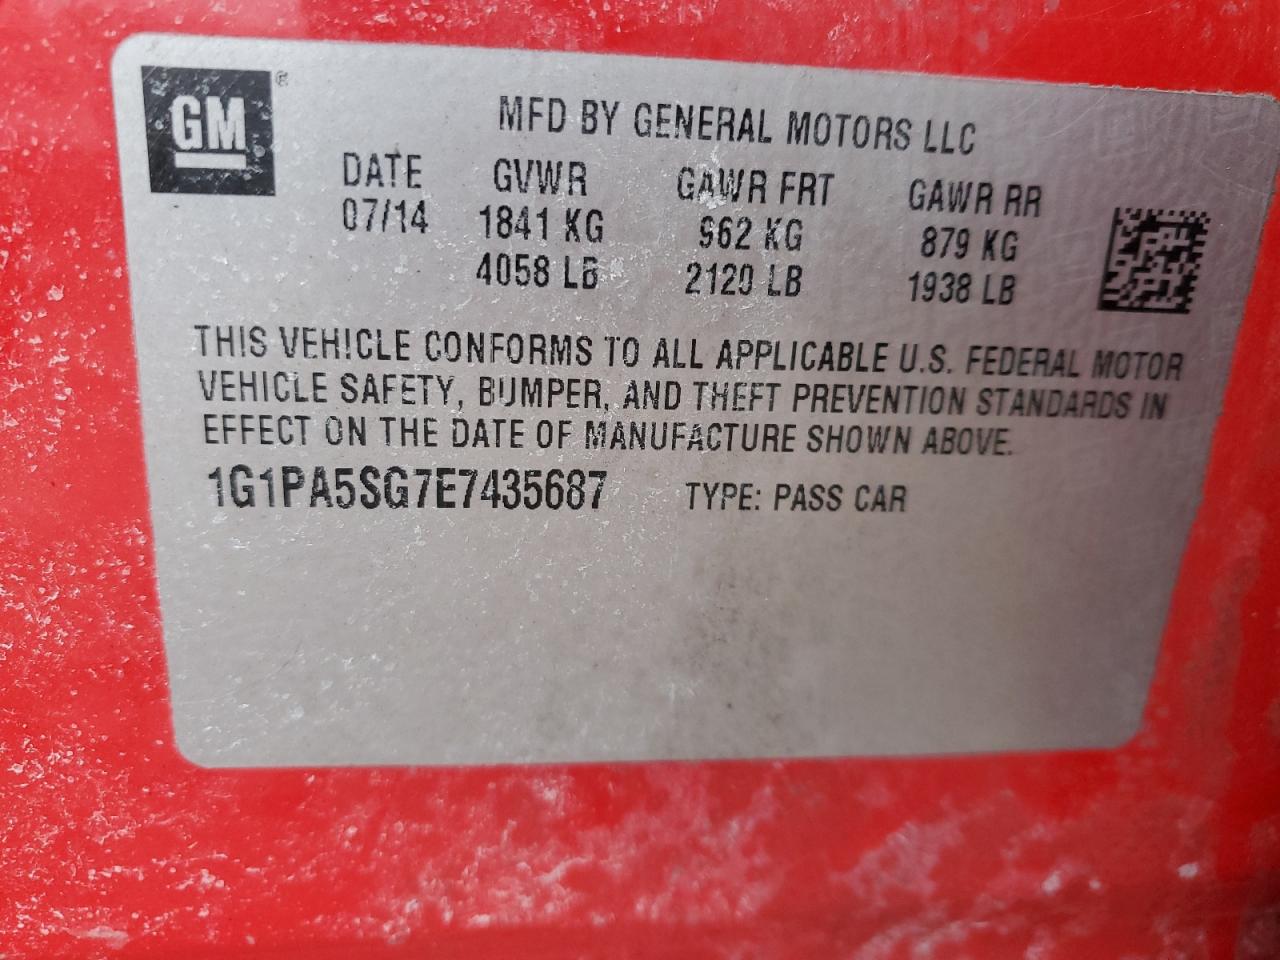 GM®
MFD BY GENERAL MOTORS LLC
DATE GVWR GAWR FRT GAWR RR
07/14 1841 KG 962 KG 879 KG
4058 LB 2120 LB 1938 LB
THIS VEHICLE CONFORMS TO ALL APPLICABLE U.S. FEDERAL MOTOR
VEHICLE SAFETY, BUMPER, AND THEFT PREVENTION STANDARDS IN
EFFECT ON THE DATE OF MANUFACTURE SHOWN ABOVE.
1G1PA5SG7E7435687 TYPE: PASS CAR